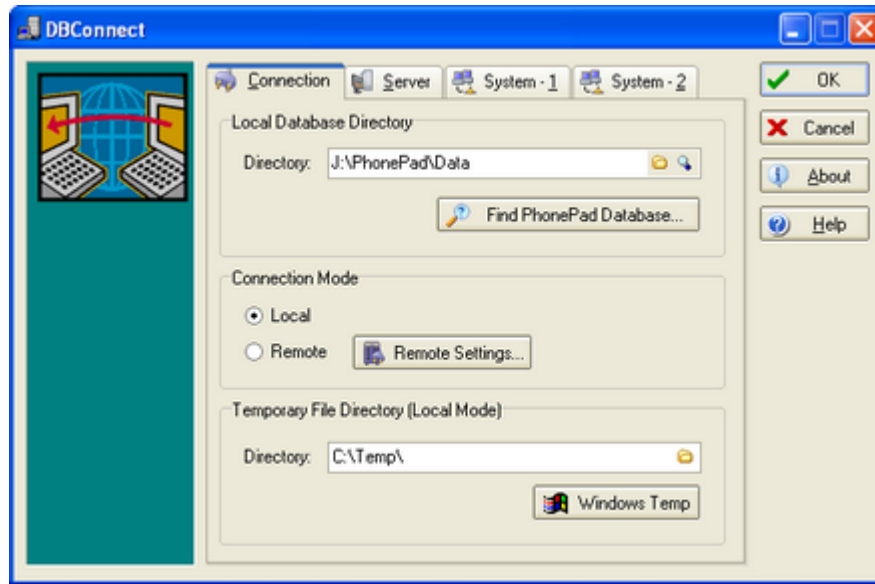 DBConnect
Connection Server System - 1 System - 2
OK
Cancel
About
Help
Local Database Directory
Directory: J:\PhonePad\Data
Find PhonePad Database...
Connection Mode
Local
Remote Remote Settings...
Temporary File Directory (Local Mode)
Directory: C:\Temp\
Windows Temp